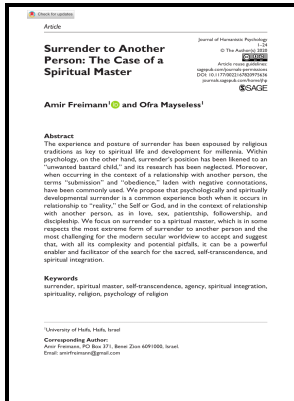 Check for updates
Article
Journal of Humanistic Psychology
1–24
© The Author(s) 2020
Article reuse guidelines:
sagepub.com/journals-permissions
DOI: 10.1177/0022167820975636
journals.sagepub.com/home/jhp
SAGE
Surrender to Another
Person: The Case of a
Spiritual Master
Amir Freimann¹ iD and Ofra Mayseless¹
Abstract
The experience and posture of surrender has been espoused by religious
traditions as key to spiritual life and development for millennia. Within
psychology, on the other hand, surrender's position has been likened to an
“unwanted bastard child,” and its research has been neglected. Moreover,
when occurring in the context of a relationship with another person, the
terms “submission” and “obedience,” laden with negative connotations,
have been commonly used. We propose that psychologically and spiritually
developmental surrender is a common experience both when it occurs in
relationship to “reality,” the Self or God, and in the context of relationship
with another person, as in love, sex, patientship, followership, and
discipleship. We focus on surrender to a spiritual master, which in some
respects the most extreme form of surrender to another person and the
most challenging for the modern secular worldview to accept and suggest
that, with all its complexity and potential pitfalls, it can be a powerful
enabler and facilitator of the search for the sacred, self-transcendence, and
spiritual integration.
Keywords
surrender, spiritual master, self-transcendence, agency, spiritual integration,
spirituality, religion, psychology of religion
¹University of Haifa, Haifa, Israel
Corresponding Author:
Amir Freimann, PO Box 371, Benei Zion 6091000, Israel.
Email: amirfreimann@gmail.com